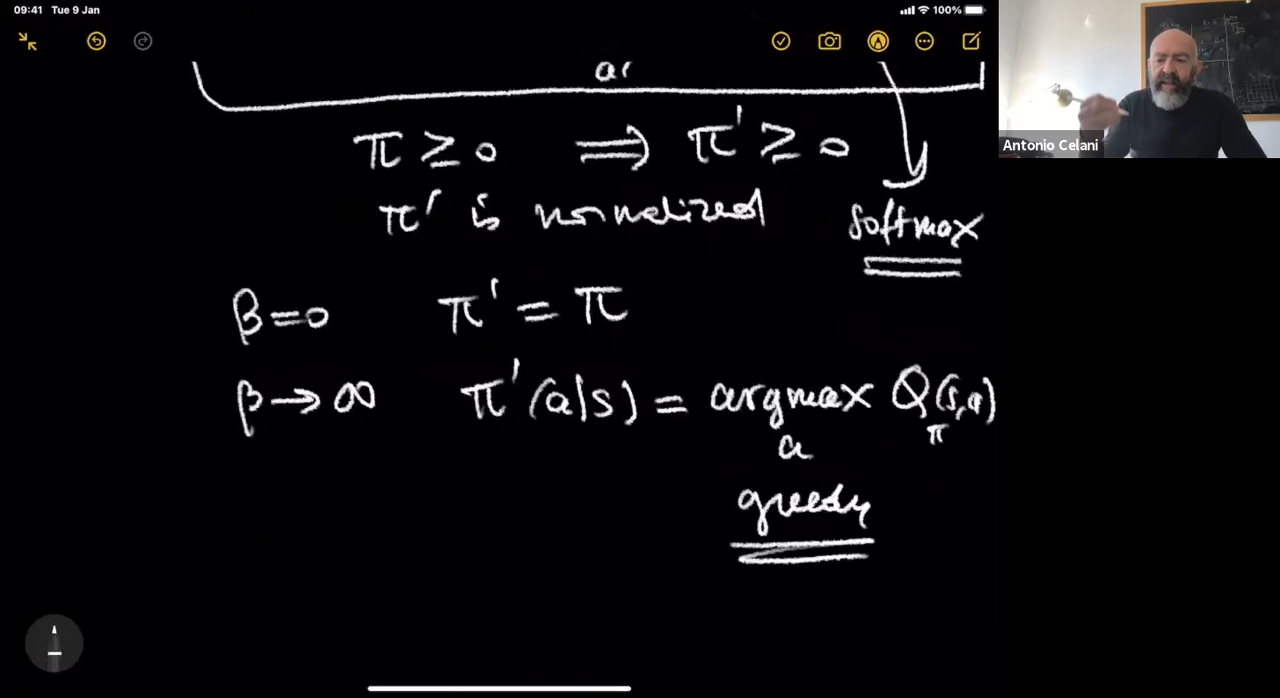 09:41 Tue 9 Jan
100%
Antonio Celani
π ≥ 0 ⟹ π' ≥ 0
π' is normalized
softmax
β=0 π' = π
β→∞ π'(a|s) = argmax Q(s,a)
a π
greedy